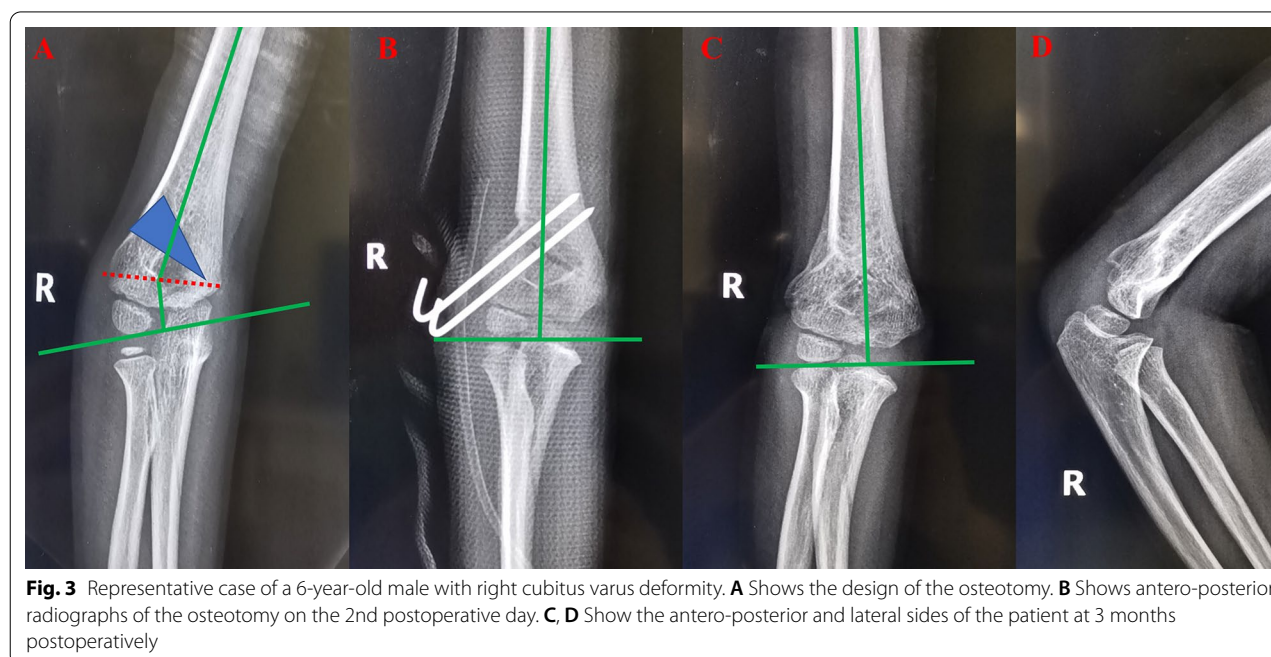 A
B
C
D
R
R
R
R
Fig. 3 Representative case of a 6-year-old male with right cubitus varus deformity. A Shows the design of the osteotomy. B Shows antero-posterior
radiographs of the osteotomy on the 2nd postoperative day. C, D Show the antero-posterior and lateral sides of the patient at 3 months
postoperatively